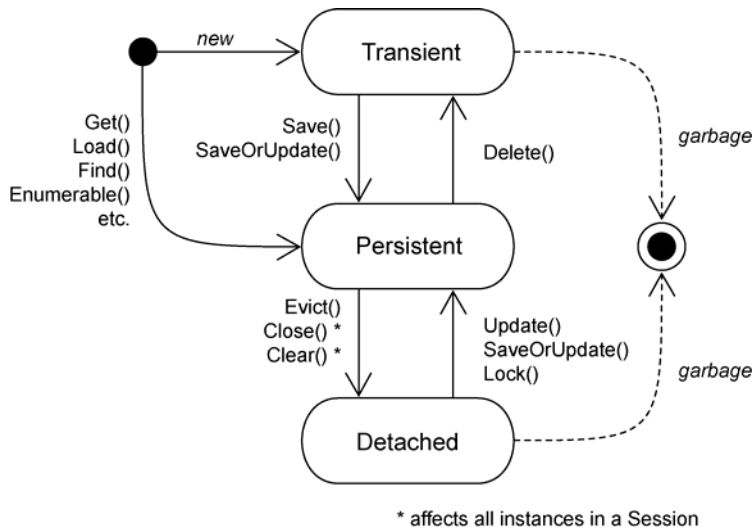 new
Transient
Get()
Load()
Find()
Enumerable()
etc.
Save()
SaveOrUpdate()
Delete()
garbage
Persistent
Evict()
Close() *
Clear() *
Update()
SaveOrUpdate()
Lock()
garbage
Detached
* affects all instances in a Session